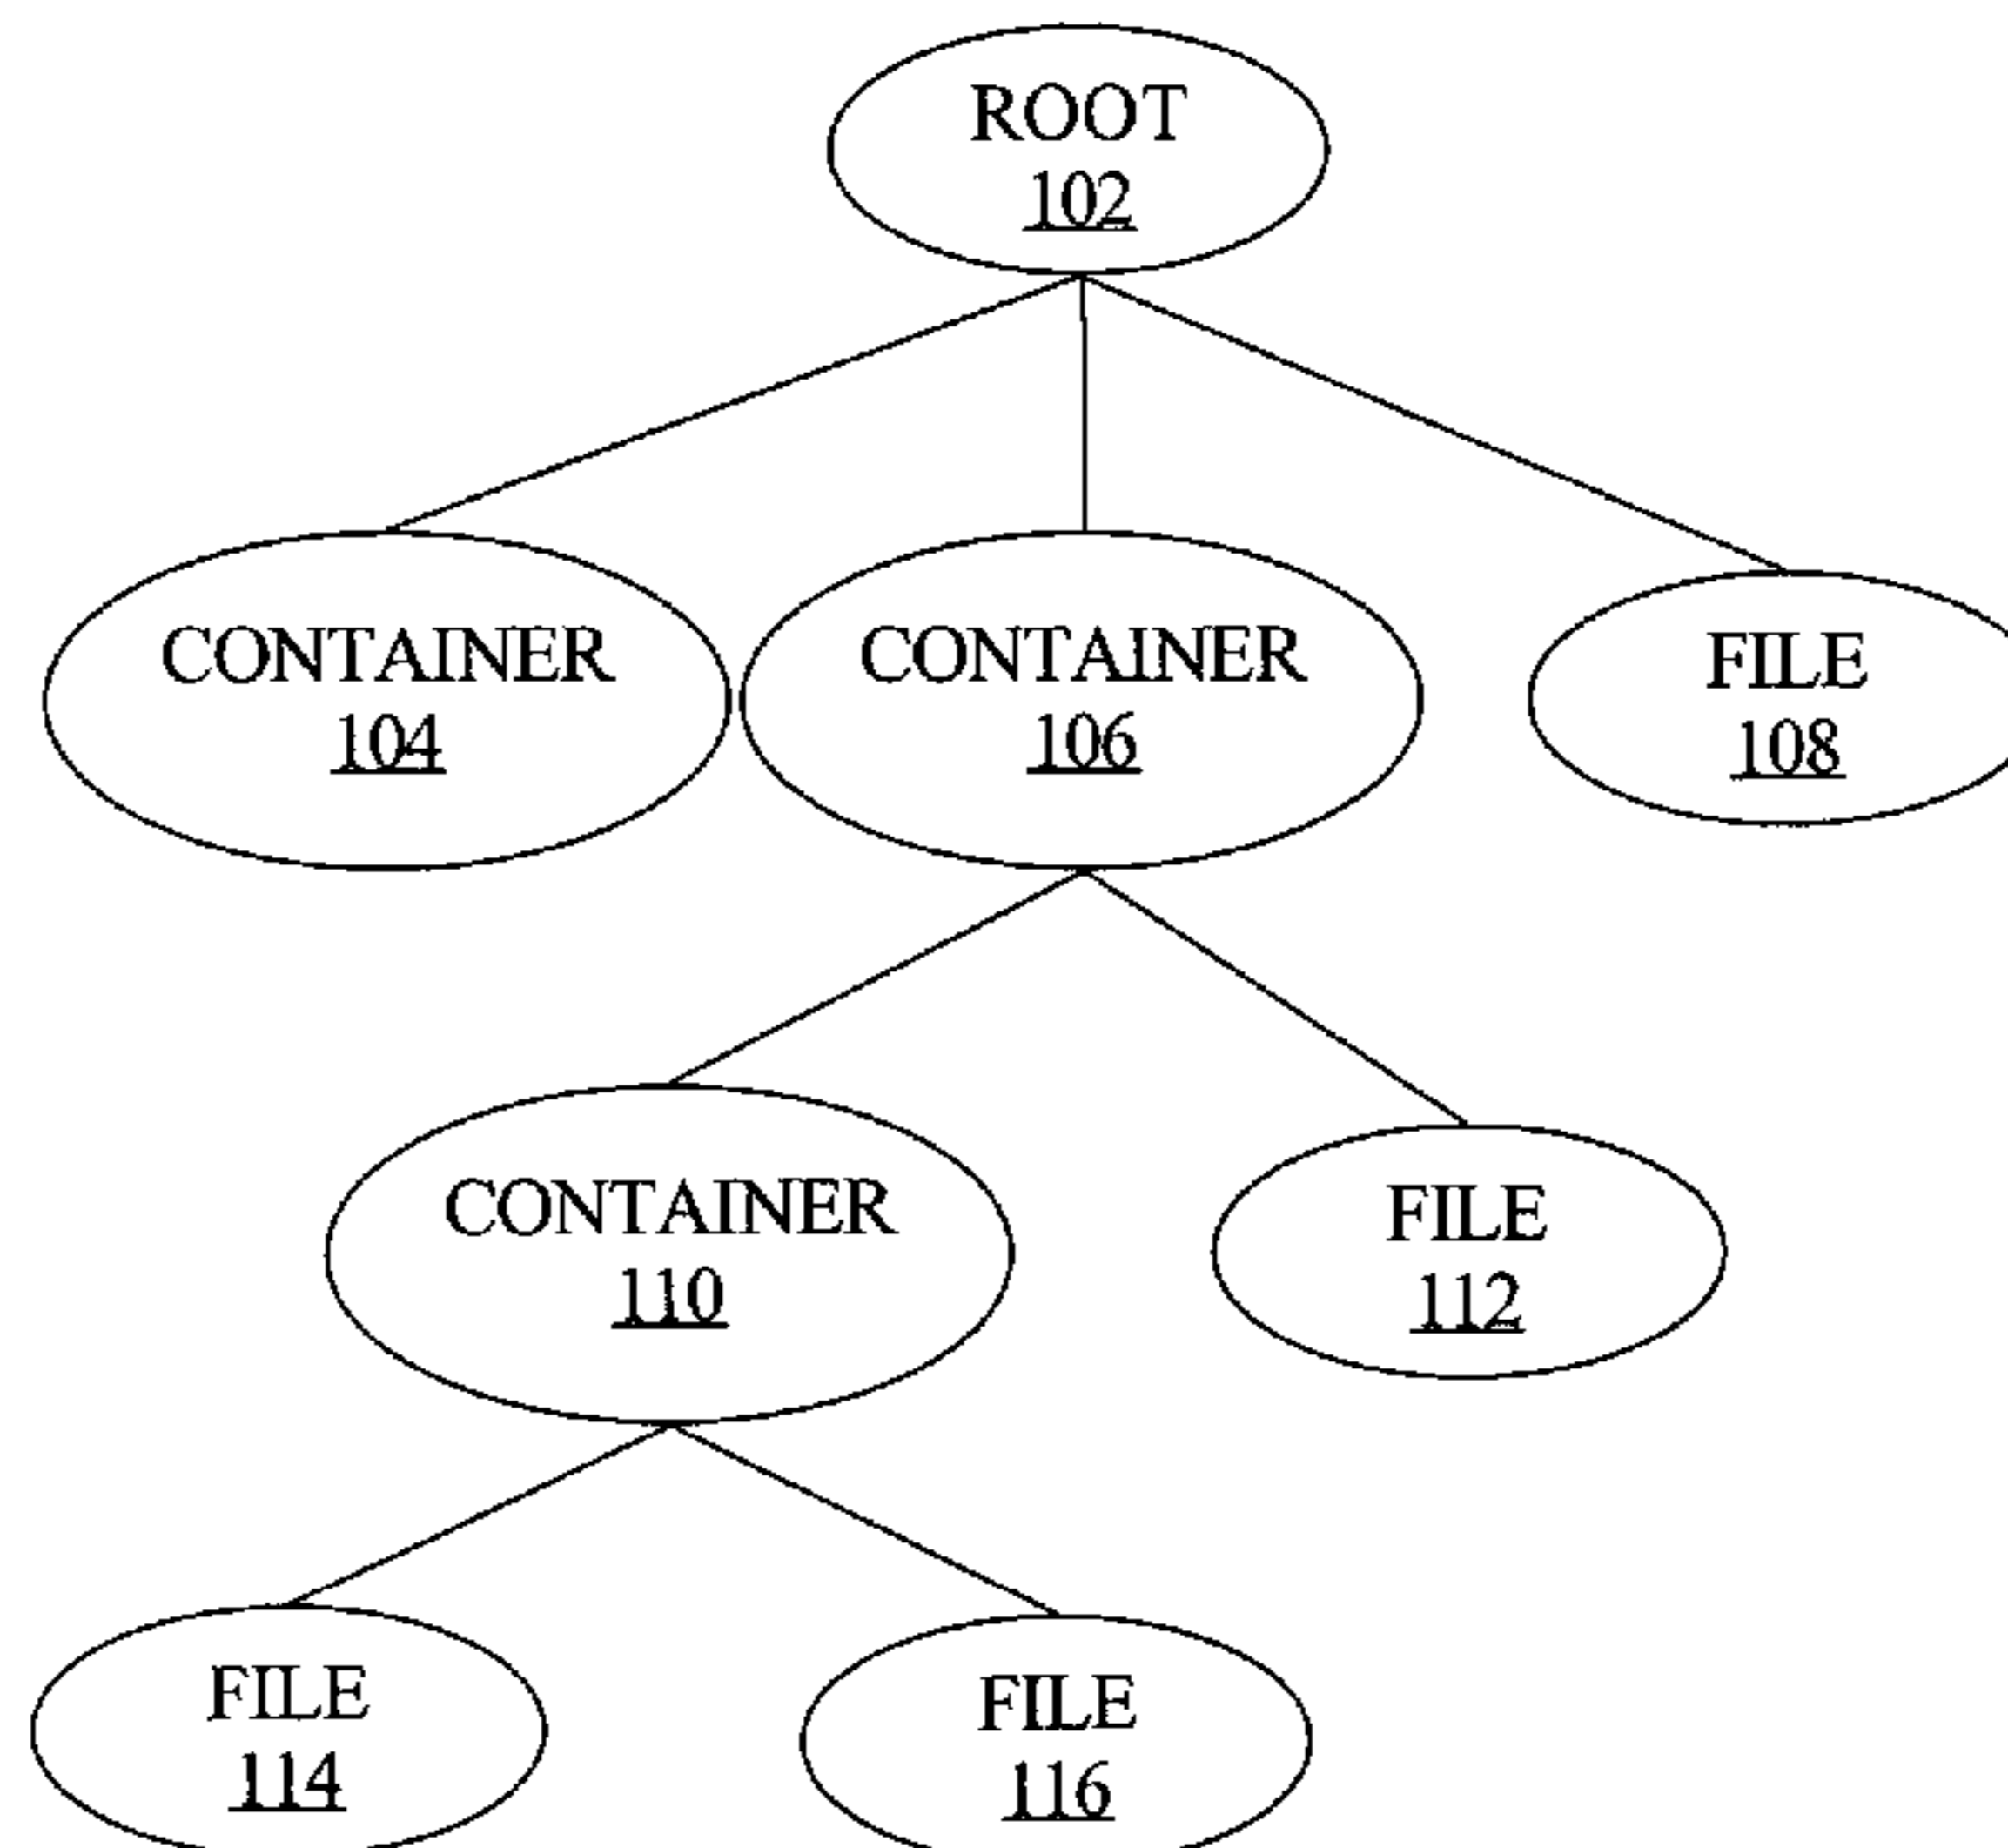 ROOT
102
CONTAINER
104
CONTAINER
106
FILE
108
CONTAINER
110
FILE
112
FILE
114
FILE
116